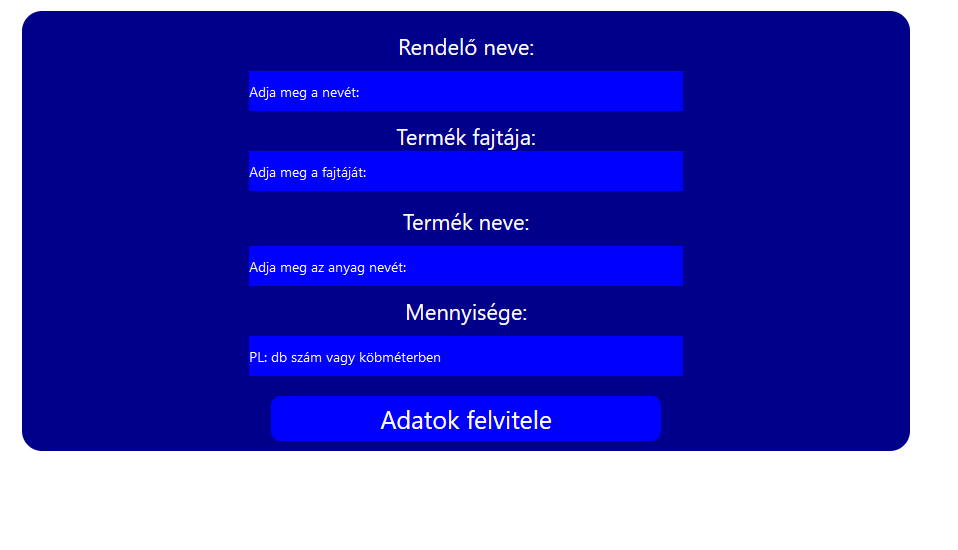 Rendelő neve:
Adja meg a nevét:
Termék fajtája:
Adja meg a fajtáját:
Termék neve:
Adja meg az anyag nevét:
Mennyisége:
PL: db szám vagy köbméterben
Adatok felvitele